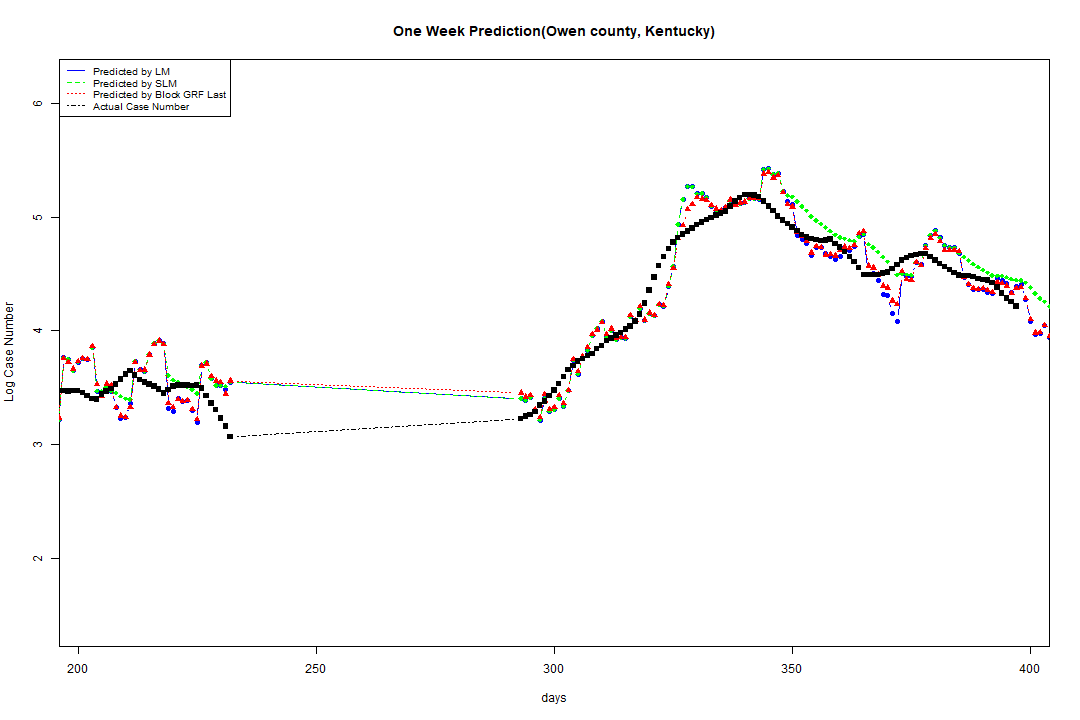 One Week Prediction(Owen county, Kentucky)
Predicted by LM
Predicted by SLM
Predicted by Block GRF Last
Actual Case Number
Log Case Number
6
5
4
3
2
200 250 300 350 400
days